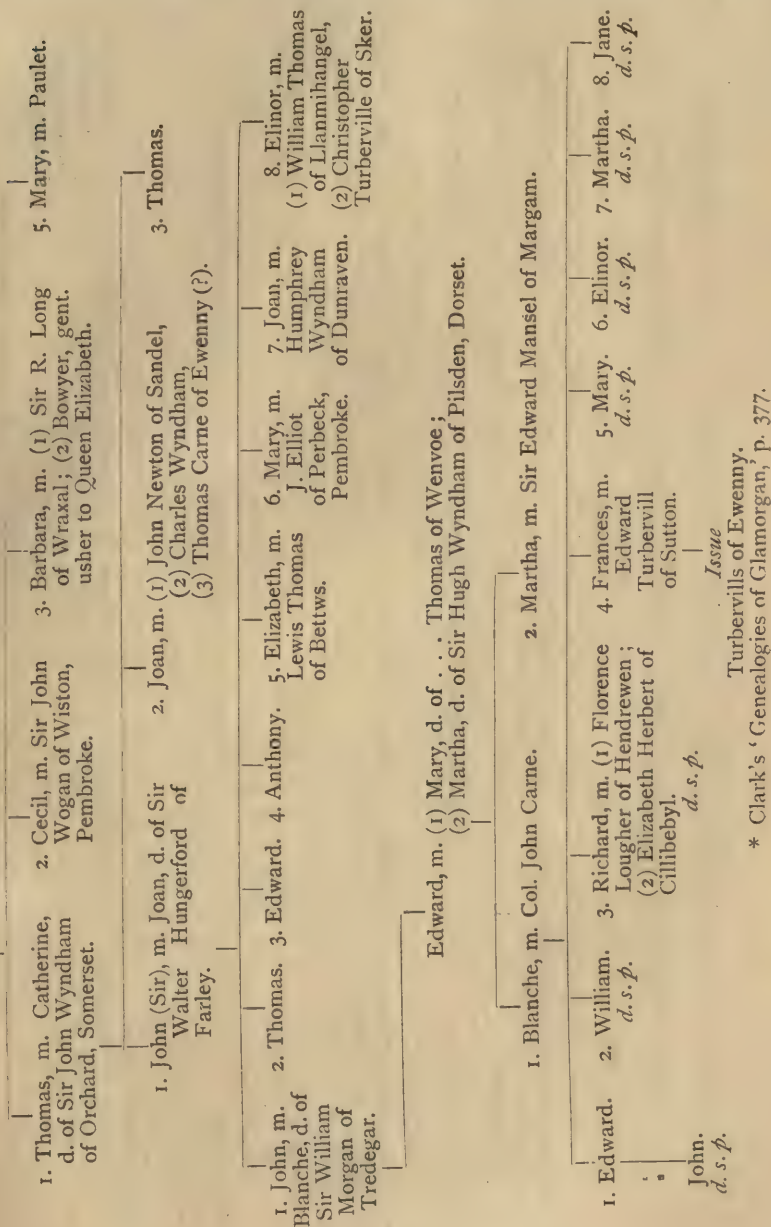 1. Thomas, m. Catherine,
d. of Sir John Wyndham
of Orchard, Somerset.
2. Cecil, m. Sir John
Wogan of Wiston,
Pembroke.
3. Barbara, m. (1) Sir R. Long
of Wraxal; (2) Bowyer, gent.
usher to Queen Elizabeth.
5. Mary, m. Paulet.
1. John (Sir), m. Joan, d. of Sir
Walter Hungerford of
Farley.
2. Joan, m. (1) John Newton of Sandel,
(2) Charles Wyndham,
(3) Thomas Carne of Ewenny (?).
3. Thomas.
1. John, m.
Blanche, d. of
Sir William
Morgan of
Tredegar.
2. Thomas.
3. Edward.
4. Anthony.
5. Elizabeth, m.
Lewis Thomas
of Bettws.
6. Mary, m.
J. Elliot
of Perbeck,
Pembroke.
7. Joan, m.
Humphrey
Wyndham
of Dunraven.
8. Elinor, m.
(1) William Thomas
of Llanmihangel,
(2) Christopher
Turberville of Sker.
Edward, m. (1) Mary, d. of . . . Thomas of Wenvoe;
(2) Martha, d. of Sir Hugh Wyndham of Pilsden, Dorset.
1. Blanche, m. Col. John Carne.
2. Martha, m. Sir Edward Mansel of Margam.
1. Edward.
2. William.
d. s. p.
3. Richard, m. (1) Florence
Lougher of Hendrewen;
(2) Elizabeth Herbert of
Cillibebyl.
d. s. p.
4. Frances, m.
Edward
Turbervill
of Sutton.
5. Mary.
d. s. p.
6. Elinor.
d. s. p.
7. Martha.
d. s. p.
8. Jane.
d. s. p.
John.
d. s. p.
Issue
Turbervills of Ewenny.
* Clark's 'Genealogies of Glamorgan,' p. 377.